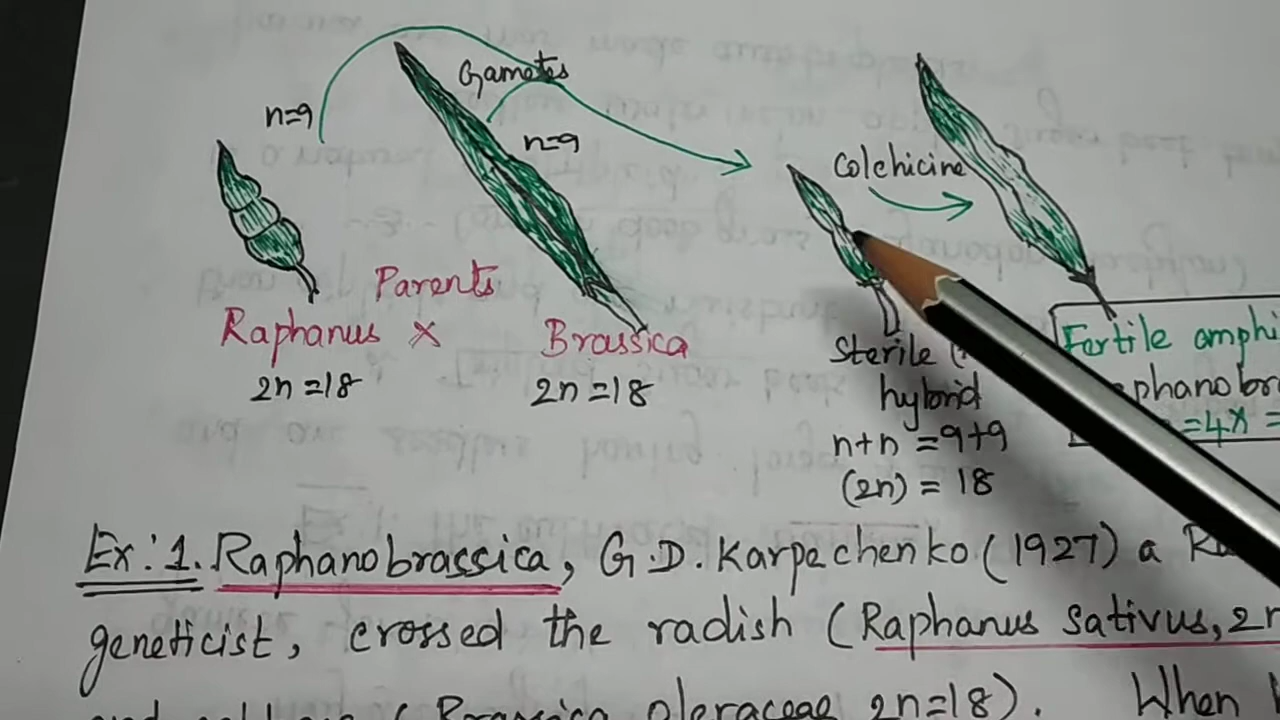 Gametes
n=9
n=9
Colchicine
Parents
Raphanus × Brassica
2n=18
2n=18
Sterile (
hybrid
n+n = 9+9
(2n) = 18
Fertile amphi
phanobra
=4x =
Ex: 1. Raphanobrassica, G.D. Karpechenko (1927) a
geneticist, crossed the radish (Raphanus sativus, 2n
(Brassica oleraceae 2n=18). When